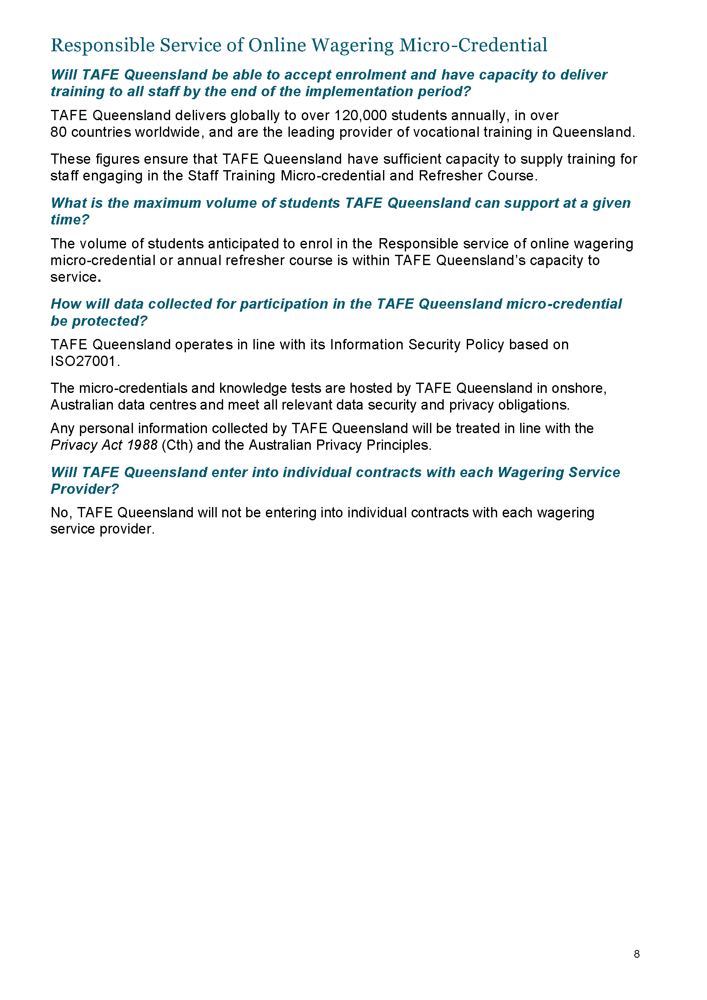 Responsible Service of Online Wagering Micro-Credential
Will TAFE Queensland be able to accept enrolment and have capacity to deliver
training to all staff by the end of the implementation period?
TAFE Queensland delivers globally to over 120,000 students annually, in over
80 countries worldwide, and are the leading provider of vocational training in Queensland.
These figures ensure that TAFE Queensland have sufficient capacity to supply training for
staff engaging in the Staff Training Micro-credential and Refresher Course.
What is the maximum volume of students TAFE Queensland can support at a given
time?
The volume of students anticipated to enrol in the Responsible service of online wagering
micro-credential or annual refresher course is within TAFE Queensland’s capacity to
service.
How will data collected for participation in the TAFE Queensland micro-credential
be protected?
TAFE Queensland operates in line with its Information Security Policy based on
ISO27001.
The micro-credentials and knowledge tests are hosted by TAFE Queensland in onshore,
Australian data centres and meet all relevant data security and privacy obligations.
Any personal information collected by TAFE Queensland will be treated in line with the
Privacy Act 1988 (Cth) and the Australian Privacy Principles.
Will TAFE Queensland enter into individual contracts with each Wagering Service
Provider?
No, TAFE Queensland will not be entering into individual contracts with each wagering
service provider.
8